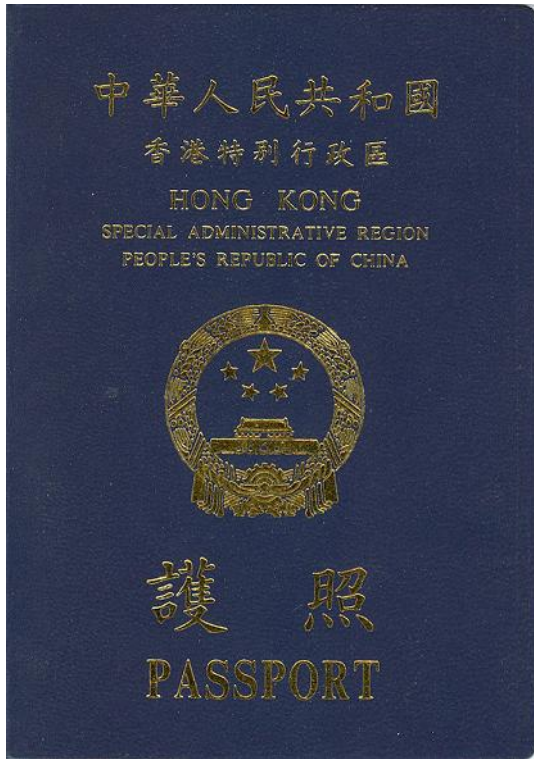 中華人民共和國
香港特別行政區
HONG KONG
SPECIAL ADMINISTRATIVE REGION
PEOPLE'S REPUBLIC OF CHINA
護照
PASSPORT